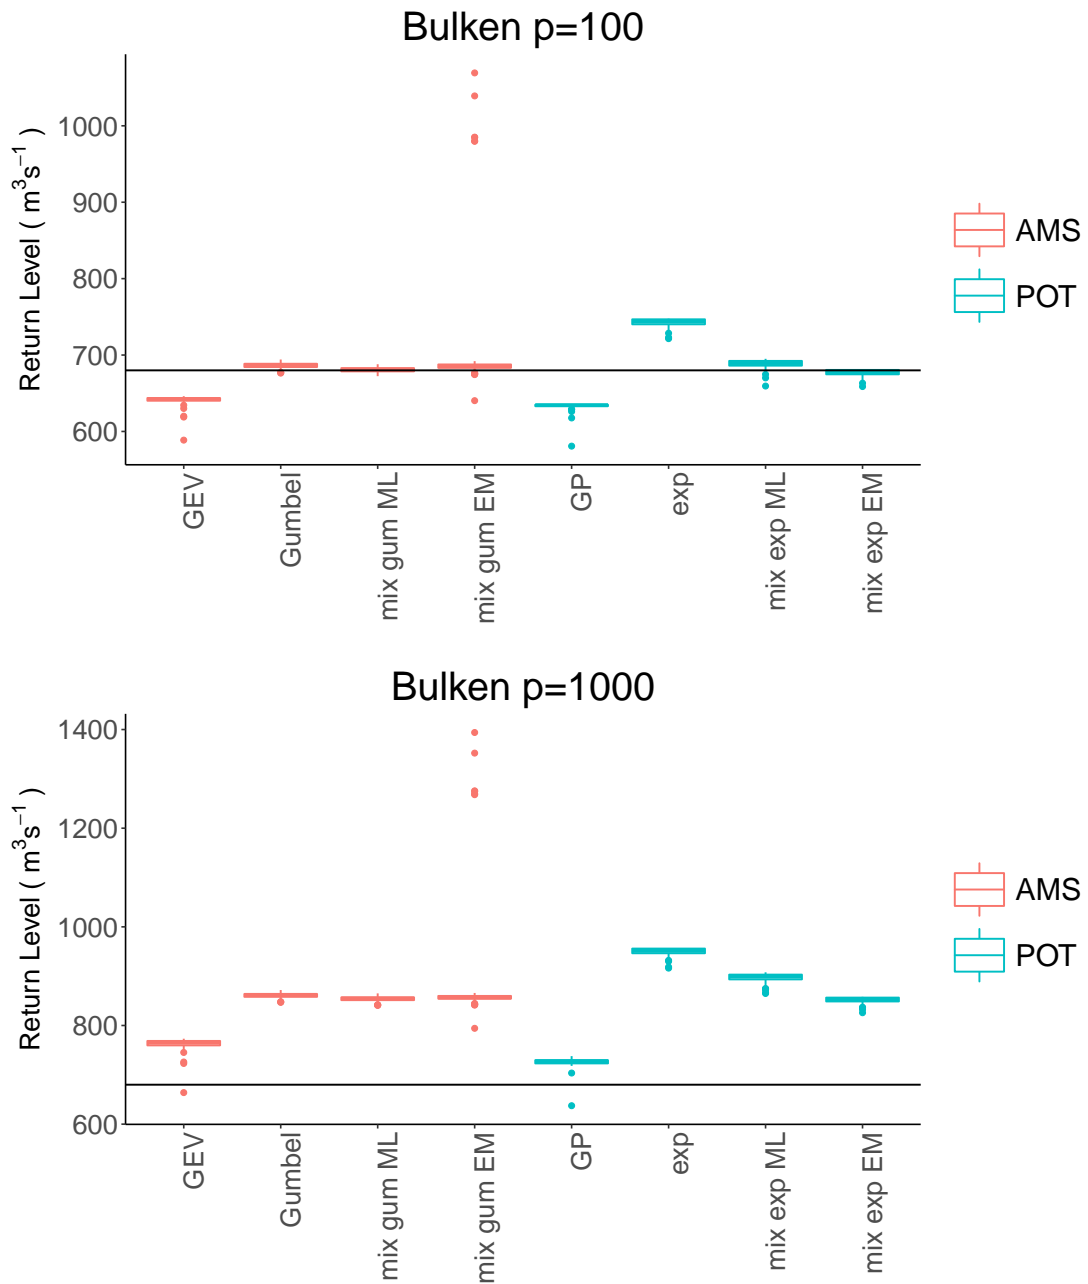 Bulken p=100
Return Level ( m³s⁻¹ )
1000
900
800
700
600
GEV
Gumbel
mix gum ML
mix gum EM
GP
exp
mix exp ML
mix exp EM
AMS
POT
Bulken p=1000
Return Level ( m³s⁻¹ )
1400
1200
1000
800
600
GEV
Gumbel
mix gum ML
mix gum EM
GP
exp
mix exp ML
mix exp EM
AMS
POT